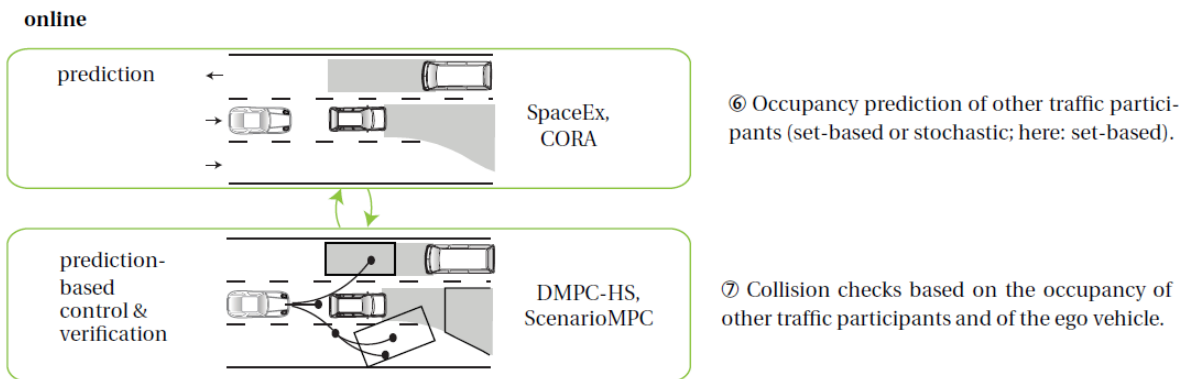 online
prediction
SpaceEx,
CORA
⑥ Occupancy prediction of other traffic partici-
pants (set-based or stochastic; here: set-based).
prediction-
based
control &
verification
DMPC-HS,
ScenarioMPC
⑦ Collision checks based on the occupancy of
other traffic participants and of the ego vehicle.